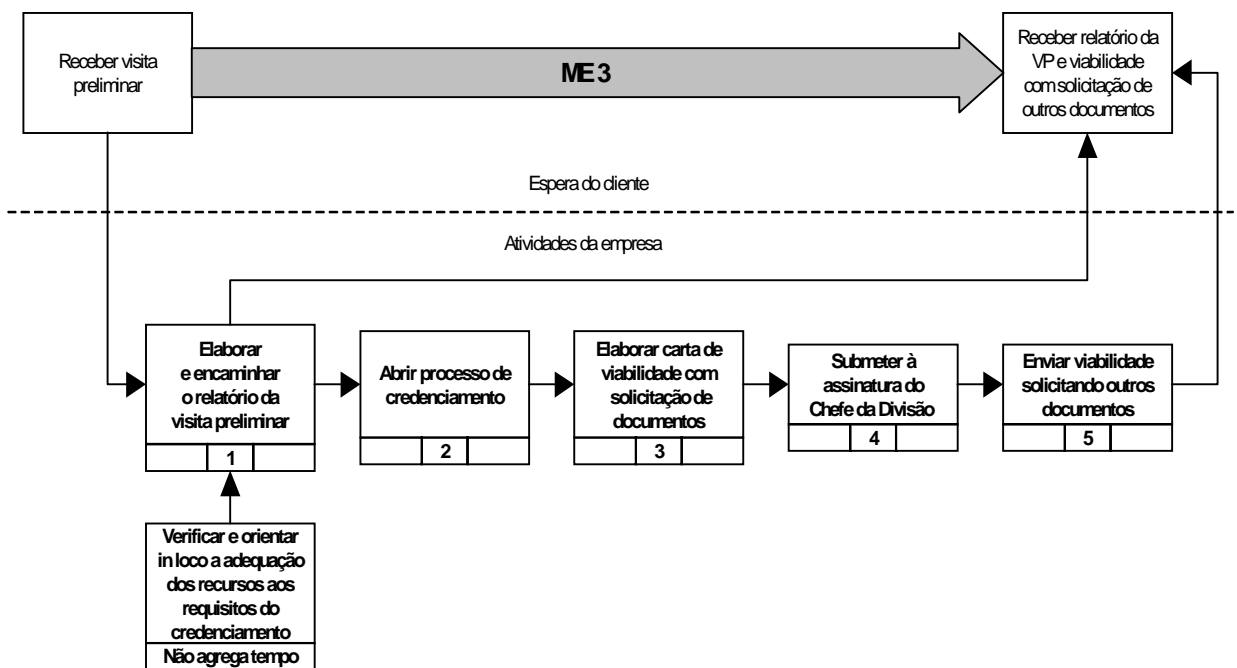 Receber visita
preliminar
ME3
Receber relatório da
VP e viabilidade
com solicitação de
outros documentos
Espera do cliente
Atividades da empresa
Elaborar
e encaminhar
o relatório da
visita preliminar
1
Abrir processo de
credenciamento
2
Elaborar carta de
viabilidade com
solicitação de
documentos
3
Submeter à
assinatura do
Chefe da Divisão
4
Enviar viabilidade
solicitando outros
documentos
5
Verificar e orientar
in loco a adequação
dos recursos aos
requisitos do
credenciamento
Não agrega tempo